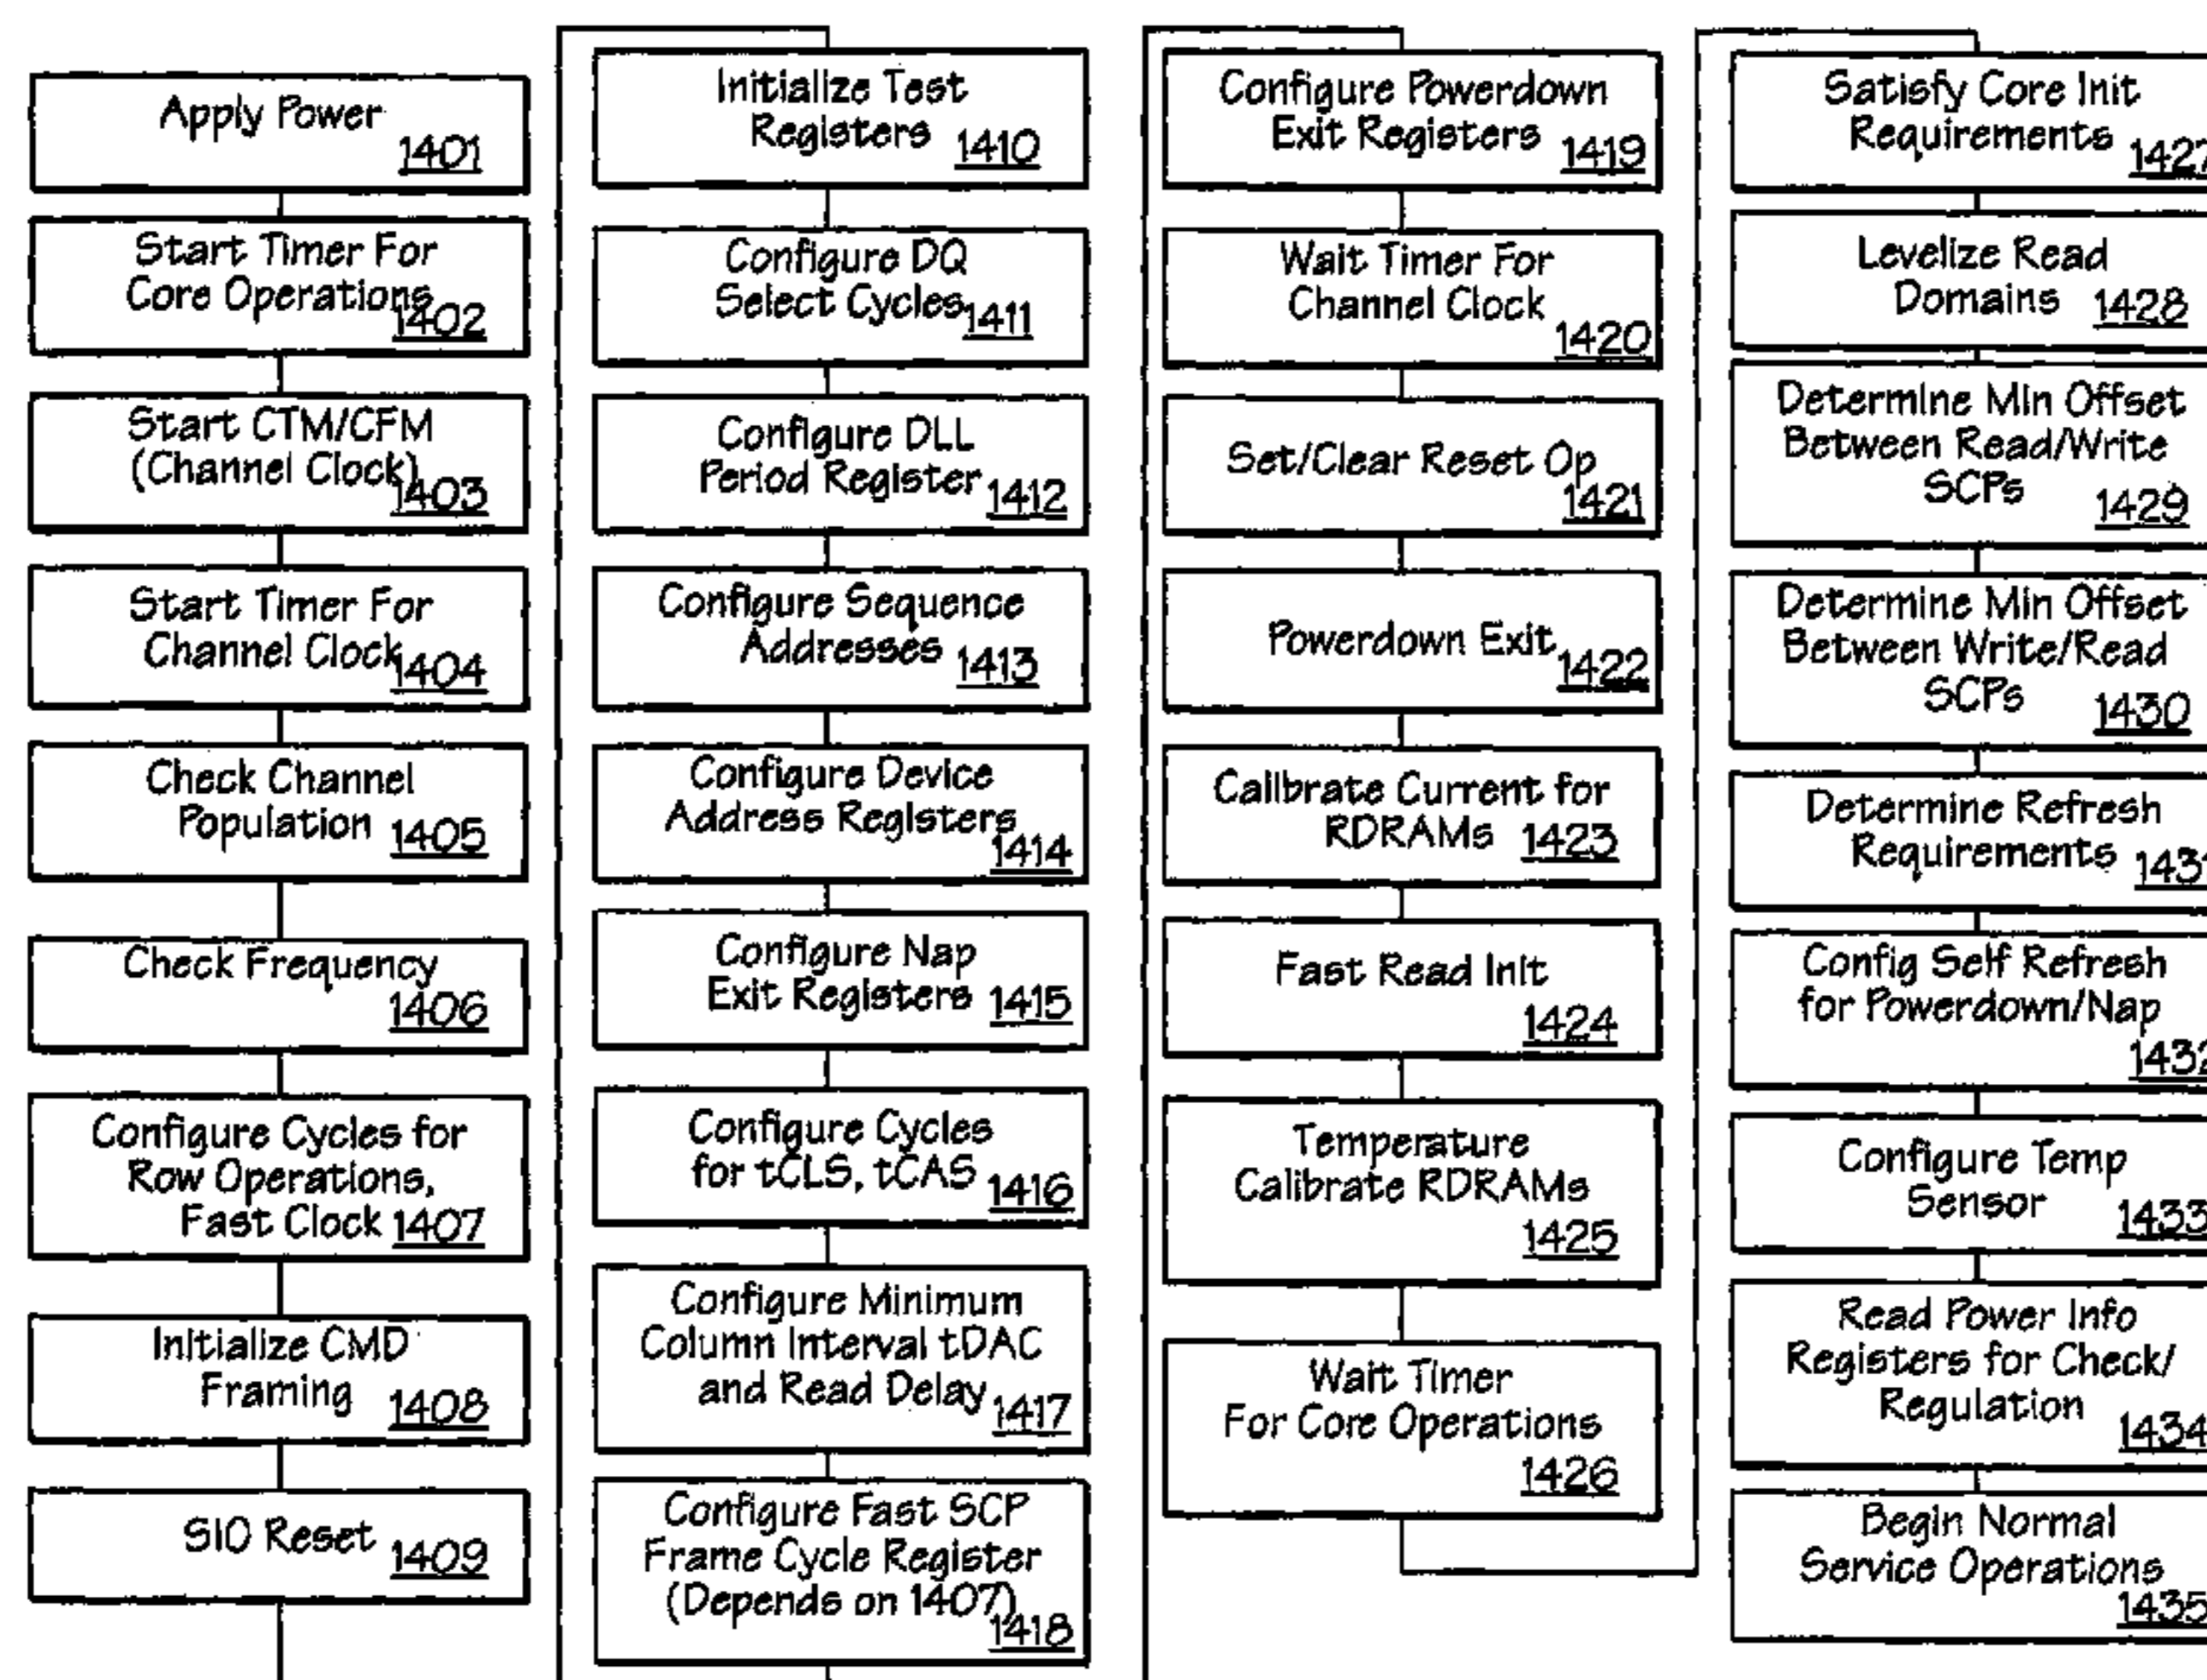 Apply Power
1401
Start Timer For
Core Operations
1402
Start CTM/CFM
(Channel Clock)
1403
Start Timer For
Channel Clock
1404
Check Channel
Population 1405
Check Frequency
1406
Configure Cycles for
Row Operations,
Fast Clock 1407
Initialize CMD
Framing 1408
SIO Reset 1409
Initialize Test
Registers 1410
Configure DQ
Select Cycles 1411
Configure DLL
Period Register 1412
Configure Sequence
Addresses 1413
Configure Device
Address Registers
1414
Configure Nap
Exit Registers 1415
Configure Cycles
for tCLS, tCAS 1416
Configure Minimum
Column Interval tDAC
and Read Delay 1417
Configure Fast SCP
Frame Cycle Register
(Depends on 1407)
1418
Configure Powerdown
Exit Registers 1419
Wait Timer For
Channel Clock
1420
Set/Clear Reset Op
1421
Powerdown Exit
1422
Calibrate Current for
RDRAMs 1423
Fast Read Init
1424
Temperature
Calibrate RDRAMs
1425
Wait Timer
For Core Operations
1426
Satisfy Core Init
Requirements 1427
Levelize Read
Domains 1428
Determine Min Offset
Between Read/Write
SCPs 1429
Determine Min Offset
Between Write/Read
SCPs 1430
Determine Refresh
Requirements 1431
Config Self Refresh
for Powerdown/Nap
1432
Configure Temp
Sensor 1433
Read Power Info
Registers for Check/
Regulation
1434
Begin Normal
Service Operations
1435